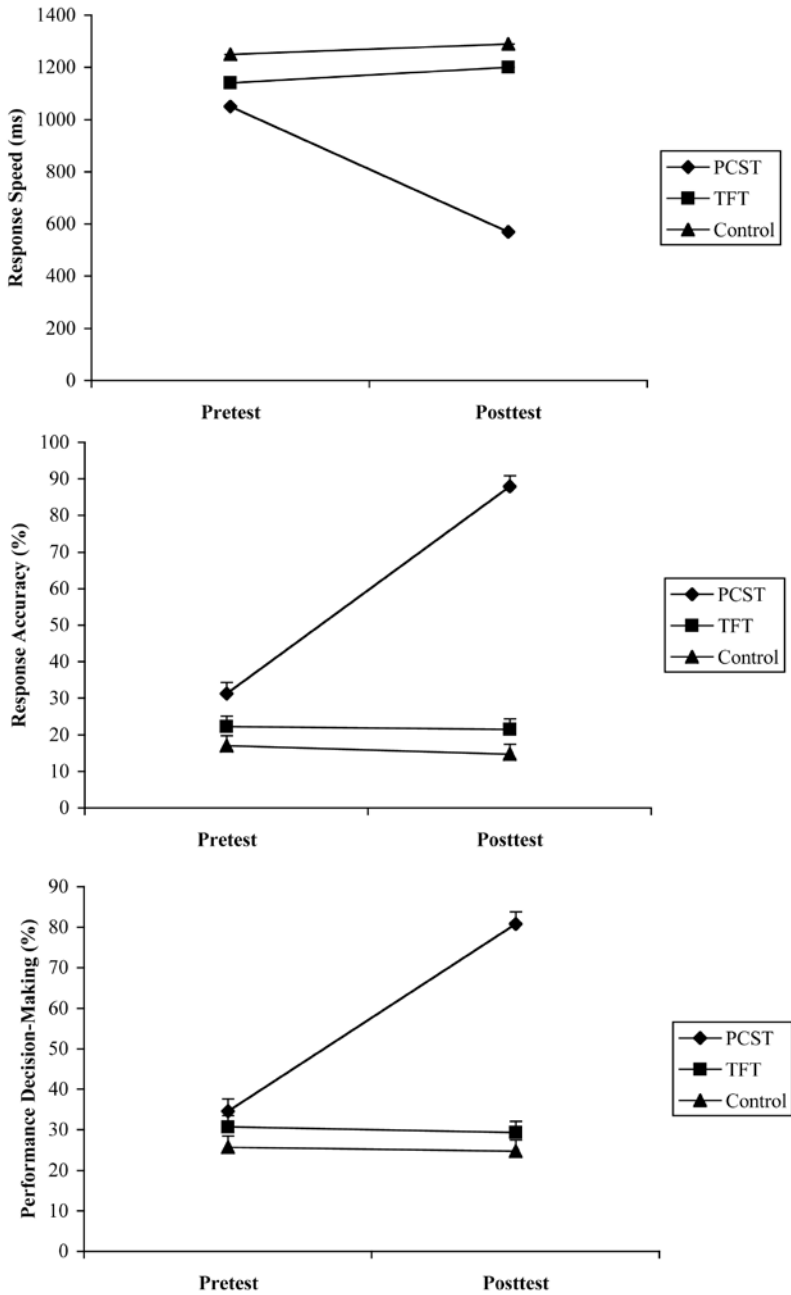 Response Speed (ms)
1400
1200
1000
800
600
400
200
0
Pretest
Posttest
PCST
TFT
Control
Response Accuracy (%)
100
90
80
70
60
50
40
30
20
10
0
Pretest
Posttest
PCST
TFT
Control
Performance Decision-Making (%)
90
80
70
60
50
40
30
20
10
0
Pretest
Posttest
PCST
TFT
Control